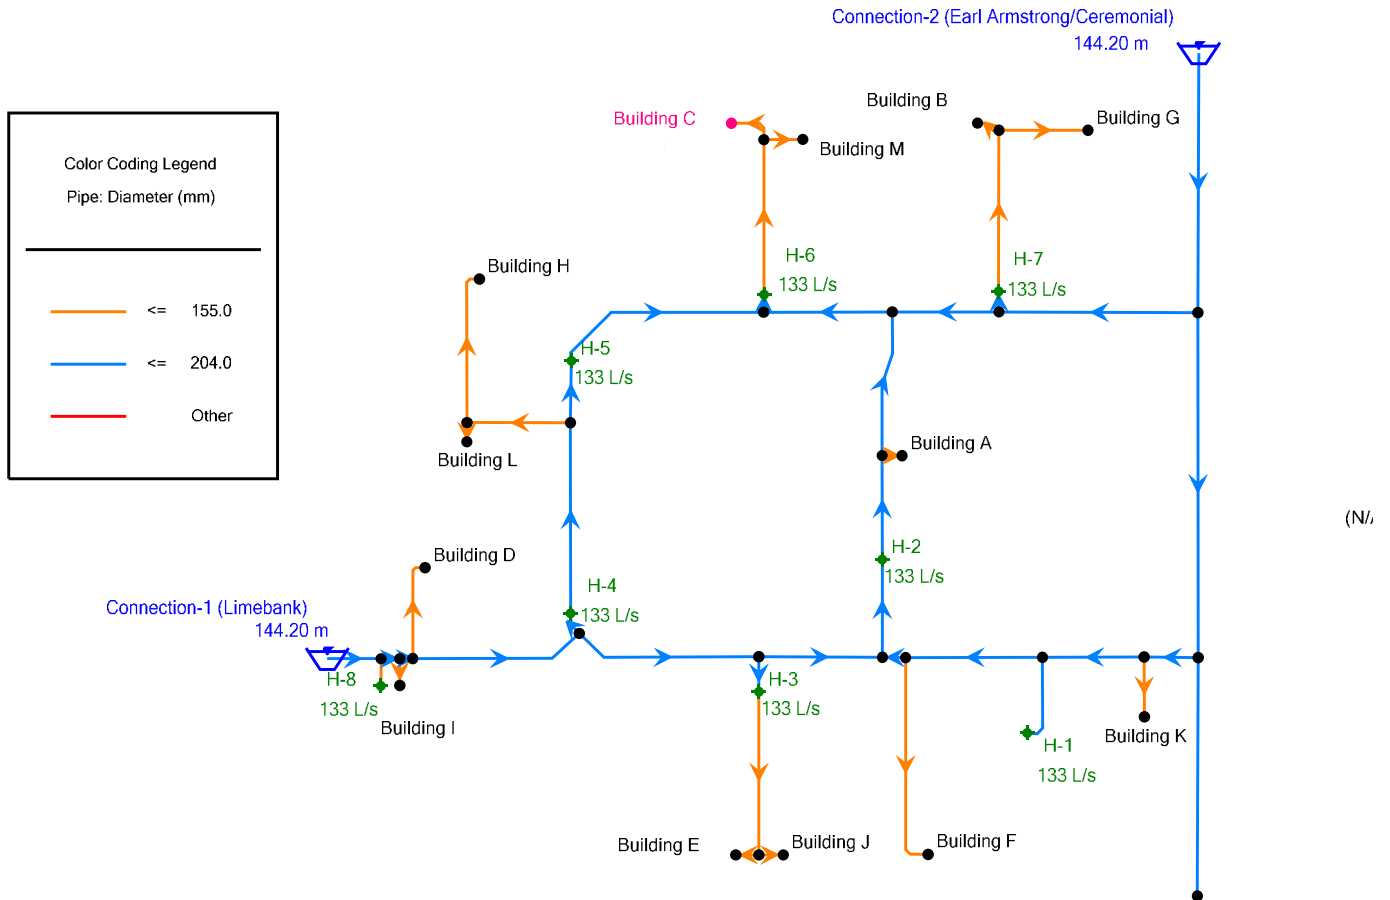 Connection-2 (Earl Armstrong/Ceremonial)
144.20 m
Building C
Building M
Building B
Building G
Color Coding Legend
Pipe: Diameter (mm)
<= 155.0
<= 204.0
Other
H-6
133 L/s
H-7
133 L/s
Building H
H-5
133 L/s
Building L
Building A
(N/
Building D
H-2
133 L/s
H-4
133 L/s
Connection-1 (Limebank)
144.20 m
H-8
133 L/s
Building I
H-3
133 L/s
Building K
H-1
133 L/s
Building E
Building J
Building F